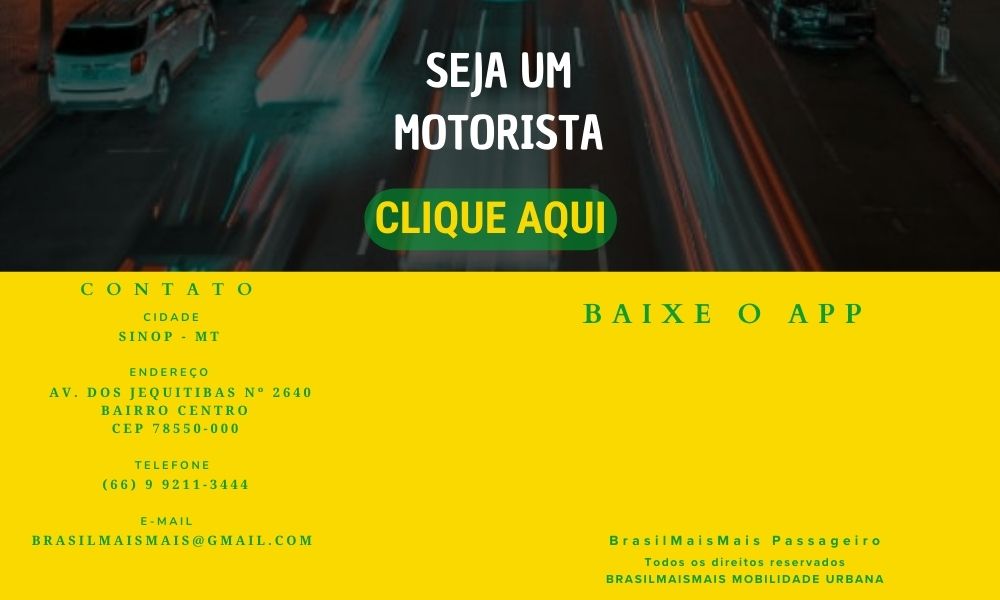 SEJA UM
MOTORISTA
CLIQUE AQUI
CONTATO
CIDADE
SINOP - MT
ENDEREÇO
AV. DOS JEQUITIBAS Nº 2640
BAIRRO CENTRO
CEP 78550-000
TELEFONE
(66) 9 9211-3444
E-MAIL
BRASILMAISMAIS@GMAIL.COM
BAIXE O APP
BrasilMaisMais Passageiro
Todos os direitos reservados
BRASILMAISMAIS MOBILIDADE URBANA